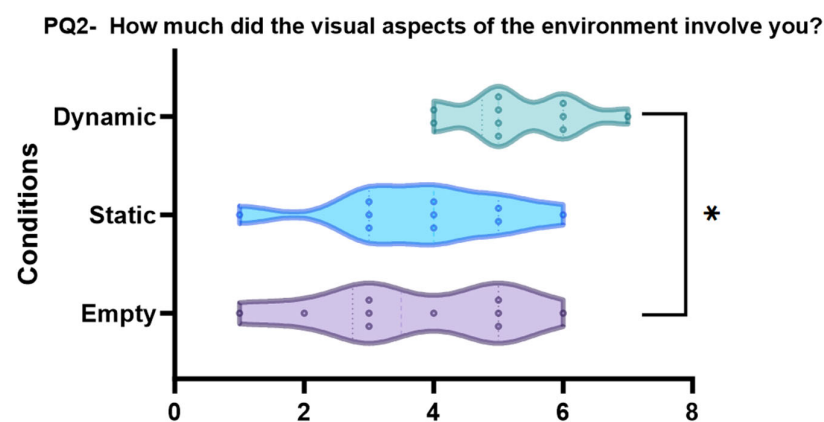 PQ2-  How much did the visual aspects of the environment involve you?
Conditions
Dynamic
Static
Empty
*
0 2 4 6 8